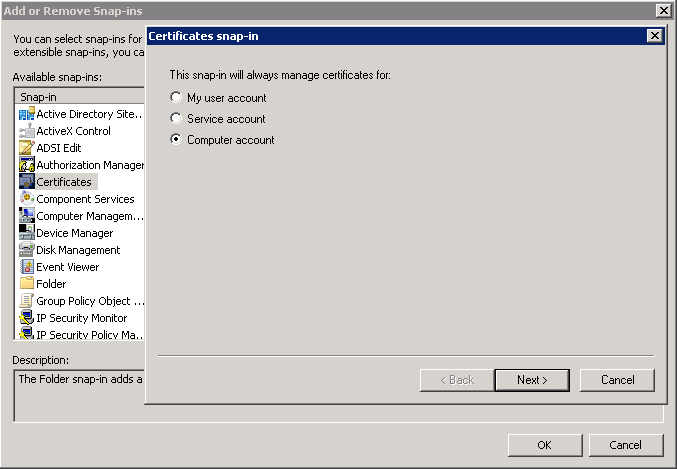 Add or Remove Snap-ins
You can select snap-ins for
extensible snap-ins, you ca
Available snap-ins:
Snap-in
Active Directory Site...
ActiveX Control
ADSI Edit
Authorization Manager
Certificates
Component Services
Computer Managem...
Device Manager
Disk Management
Event Viewer
Folder
Group Policy Object ...
IP Security Monitor
IP Security Policy Ma...
Description:
The Folder snap-in adds a
OK
Cancel
Certificates snap-in
This snap-in will always manage certificates for:
My user account
Service account
Computer account
< Back
Next >
Cancel